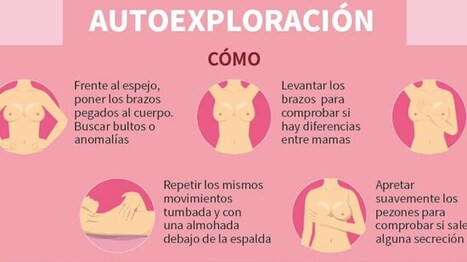 AUTOEXPLORACIÓN
CÓMO
Frente al espejo,
poner los brazos
pegados al cuerpo.
Buscar bultos o
anomalías
Levantar los
brazos para
comprobar si
hay diferencias
entre mamas
Repetir los mismos
movimientos
tumbada y con
una almohada
debajo de la espalda
Apretar
suavemente los
pezones para
comprobar si sale
alguna secreción